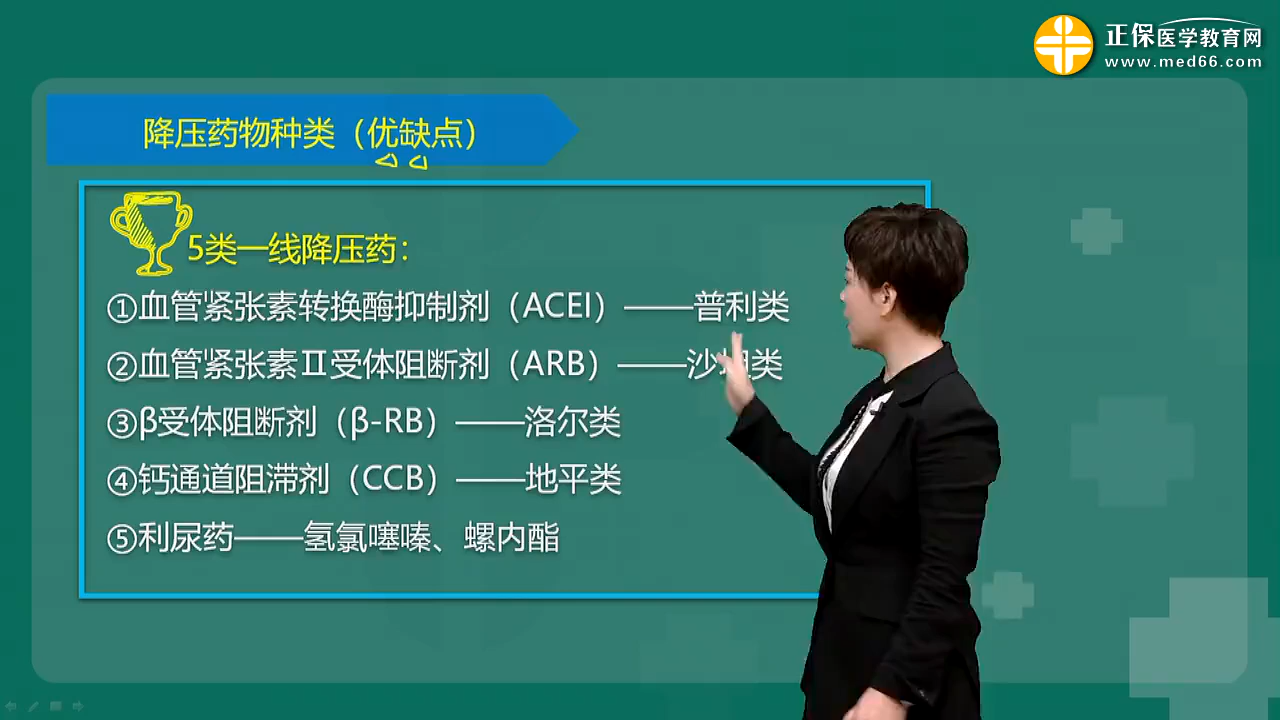 正保医学教育网
www.med66.com
降压药物种类（优缺点）
5类一线降压药：
①血管紧张素转换酶抑制剂（ACEI）——普利类
②血管紧张素Ⅱ受体阻断剂（ARB）——沙坦类
③β受体阻断剂（β-RB）——洛尔类
④钙通道阻滞剂（CCB）——地平类
⑤利尿药——氢氯噻嗪、螺内酯